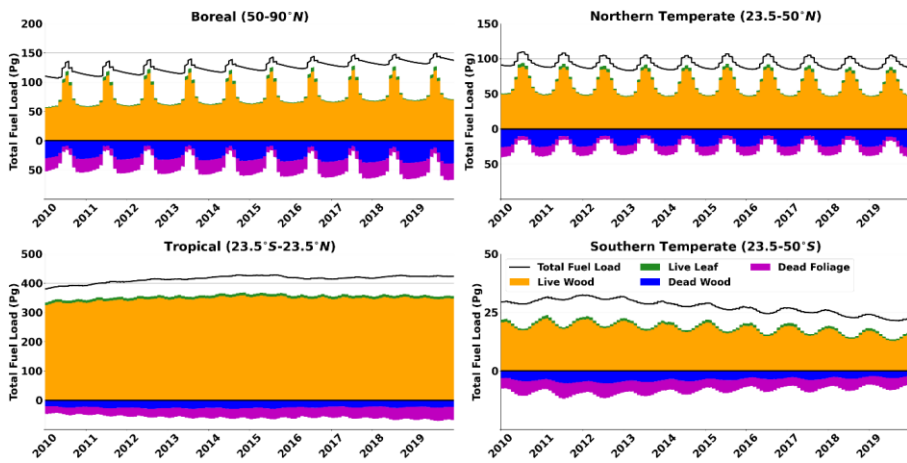 Boreal (50-90°N)
Total Fuel Load (Pg)
200
150
100
50
0
50
2010 2011 2012 2013 2014 2015 2016 2017 2018 2019
Northern Temperate (23.5-50°N)
Total Fuel Load (Pg)
150
100
50
0
50
2010 2011 2012 2013 2014 2015 2016 2017 2018 2019
Tropical (23.5°S-23.5°N)
Total Fuel Load (Pg)
500
400
300
200
100
0
100
2010 2011 2012 2013 2014 2015 2016 2017 2018 2019
Southern Temperate (23.5-50°S)
Total Fuel Load (Pg)
50
25
0
25
Total Fuel Load Live Leaf Dead Foliage
Live Wood Dead Wood
2010 2011 2012 2013 2014 2015 2016 2017 2018 2019